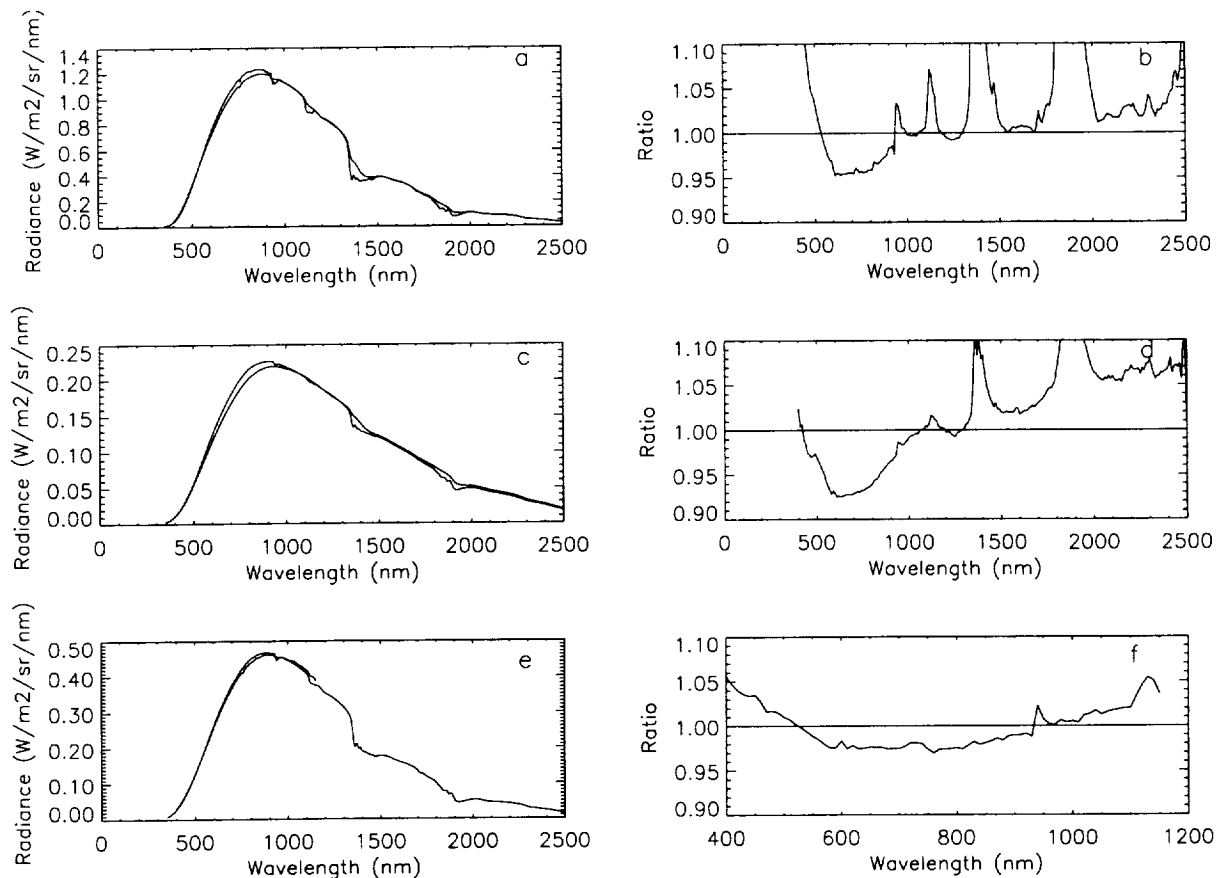 a
Radiance (W/m2/sr/nm)
1.4
1.2
1.0
0.8
0.6
0.4
0.2
0.0
0 500 1000 1500 2000 2500
Wavelength (nm)
b
Ratio
1.10
1.05
1.00
0.95
0.90
0 500 1000 1500 2000 2500
Wavelength (nm)
c
Radiance (W/m2/sr/nm)
0.25
0.20
0.15
0.10
0.05
0.00
0 500 1000 1500 2000 2500
Wavelength (nm)
d
Ratio
1.10
1.05
1.00
0.95
0.90
0 500 1000 1500 2000 2500
Wavelength (nm)
e
Radiance (W/m2/sr/nm)
0.50
0.40
0.30
0.20
0.10
0.00
0 500 1000 1500 2000 2500
Wavelength (nm)
f
Ratio
1.10
1.05
1.00
0.95
0.90
400 600 800 1000 1200
Wavelength (nm)